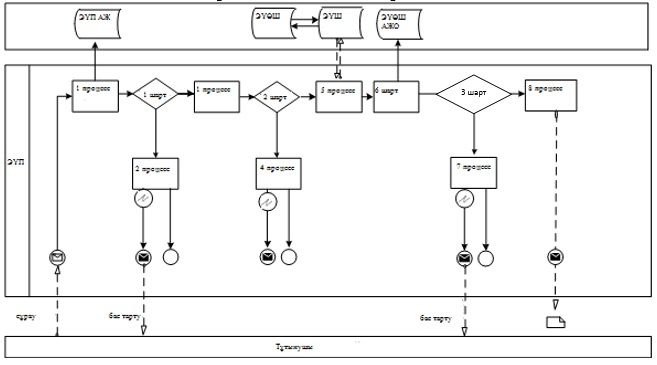 ЭҮП АЖ
ЭҮӨШ
ЭҮШ
ЭҮӨШ
АЖО
1 процесс
1 шарт
1 процесс
2 шарт
5 процесс
6 шарт
3 шарт
8 процесс
ЭҮП
2 процесс
4 процесс
7 процесс
сұрау
бас тарту
бас тарту
Тұтынушы